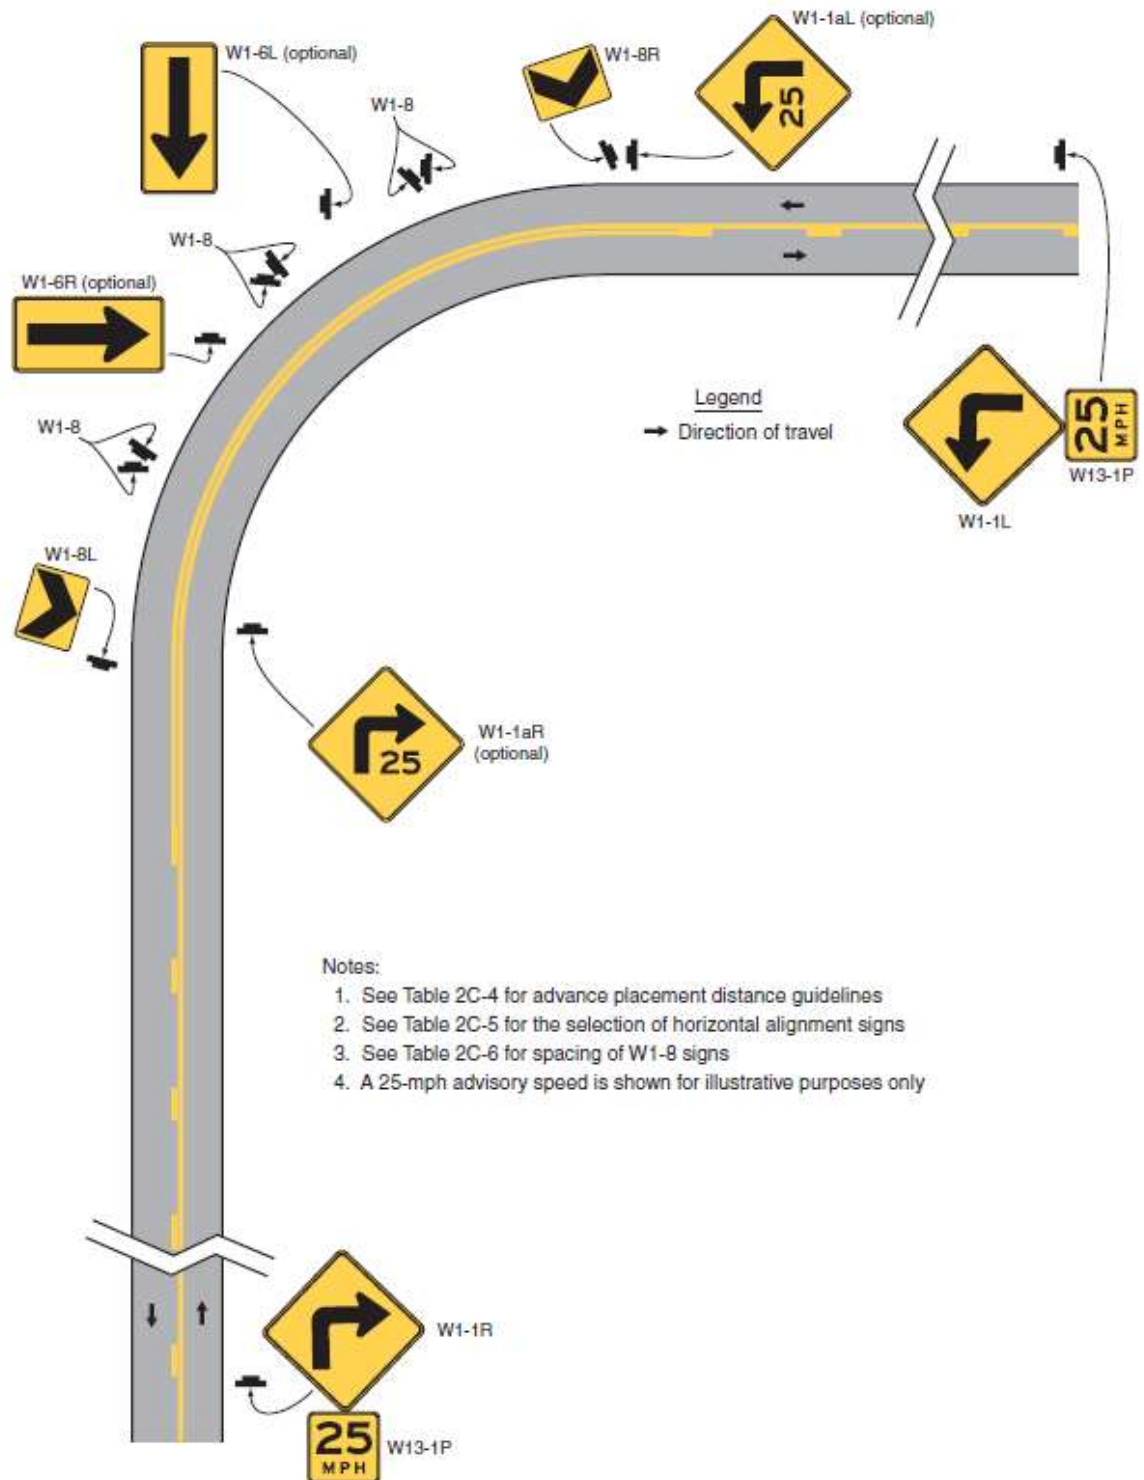 W1-1aL (optional)
W1-6L (optional)
W1-8R
25
W1-8
W1-8
W1-6R (optional)
Legend
Direction of travel
25
MPH
W13-1P
W1-1L
W1-8
W1-8L
W1-1aR
(optional)
25
Notes:
1. See Table 2C-4 for advance placement distance guidelines
2. See Table 2C-5 for the selection of horizontal alignment signs
3. See Table 2C-6 for spacing of W1-8 signs
4. A 25-mph advisory speed is shown for illustrative purposes only
W1-1R
25
MPH
W13-1P